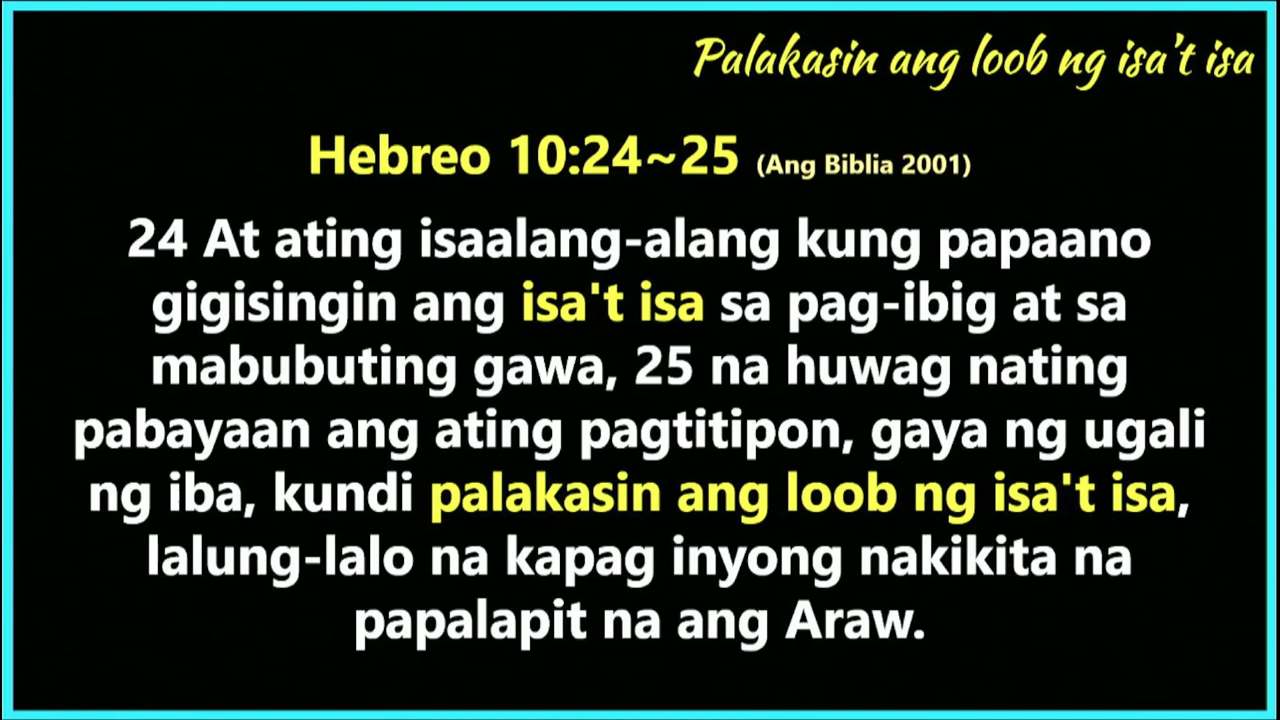 Palakasin ang loob ng isa't isa
Hebreo 10:24~25 (Ang Biblia 2001)
24 At ating isaalang-alang kung papaano
gigisingin ang isa't isa sa pag-ibig at sa
mabubuting gawa, 25 na huwag nating
pabayaan ang ating pagtitipon, gaya ng ugali
ng iba, kundi palakasin ang loob ng isa't isa,
lalung-lalo na kapag inyong nakikita na
papalapit na ang Araw.